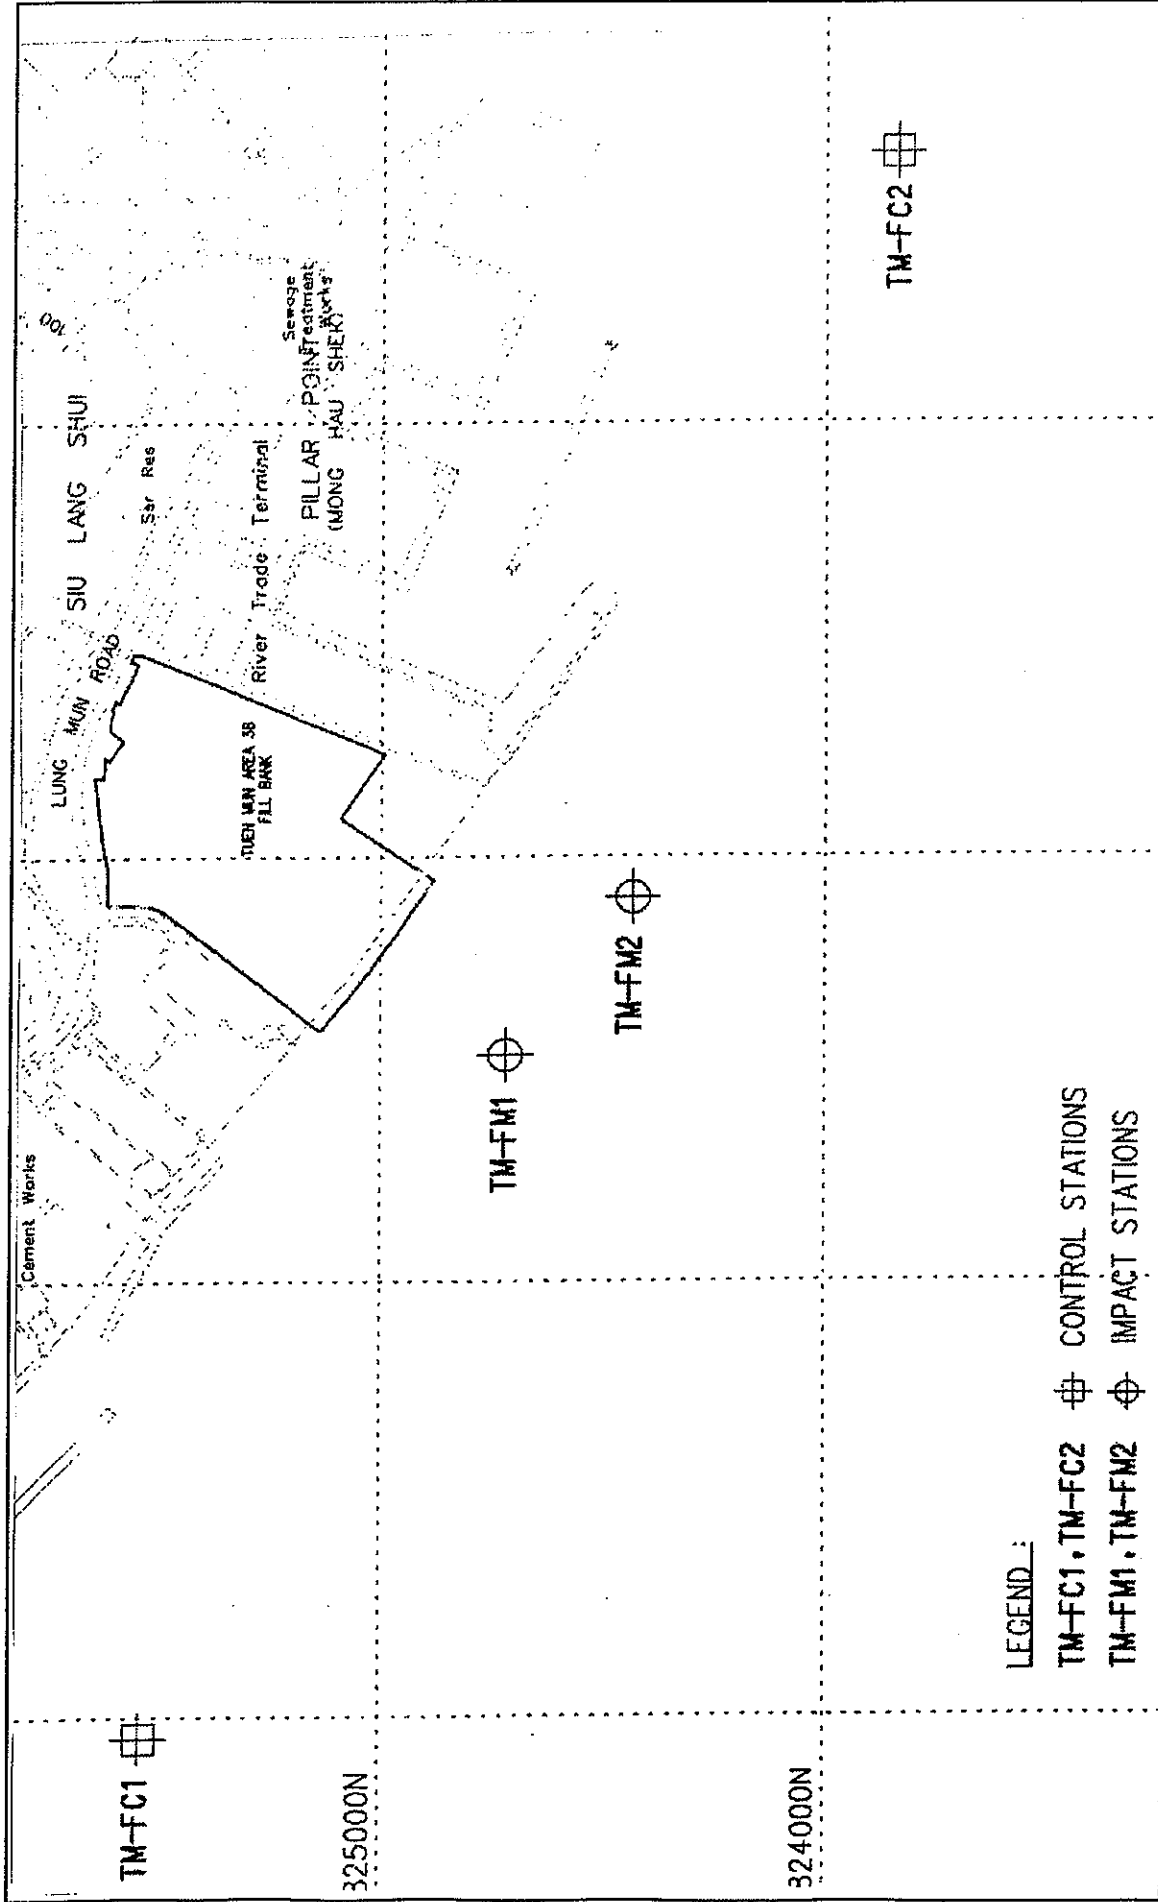 TM-FC1
325000N
324000N
Cement Works
LUNG MUN ROAD
SIU LANG SHUI
Ser Res
100
TUEN MUN AREA 38
FILL BANK
River Trade Terminal
PILLAR POINT
(MONG HAU SHEK)
Sewage
Treatment
Works
TM-FM1
TM-FM2
TM-FC2
LEGEND :
TM-FC1,TM-FC2 CONTROL STATIONS
TM-FM1,TM-FM2 IMPACT STATIONS